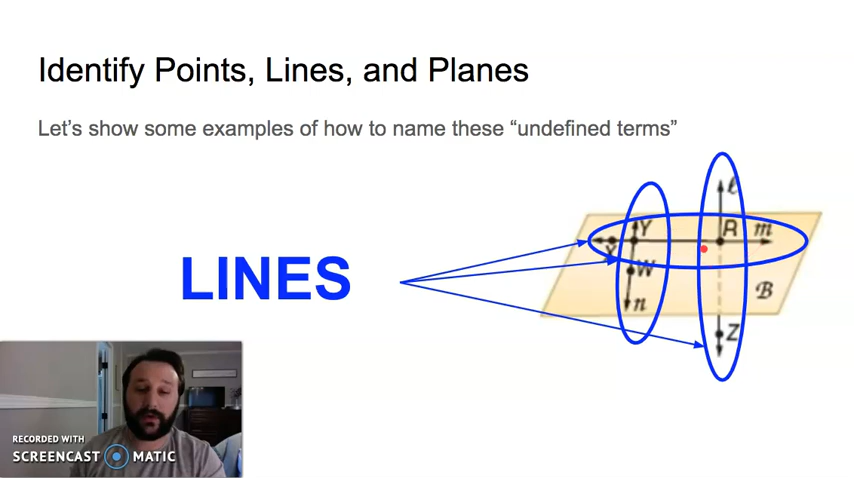 Identify Points, Lines, and Planes
Let's show some examples of how to name these “undefined terms”
ℓ
Y R m
X
LINES
W
n B
Z
RECORDED WITH
SCREENCAST MATIC